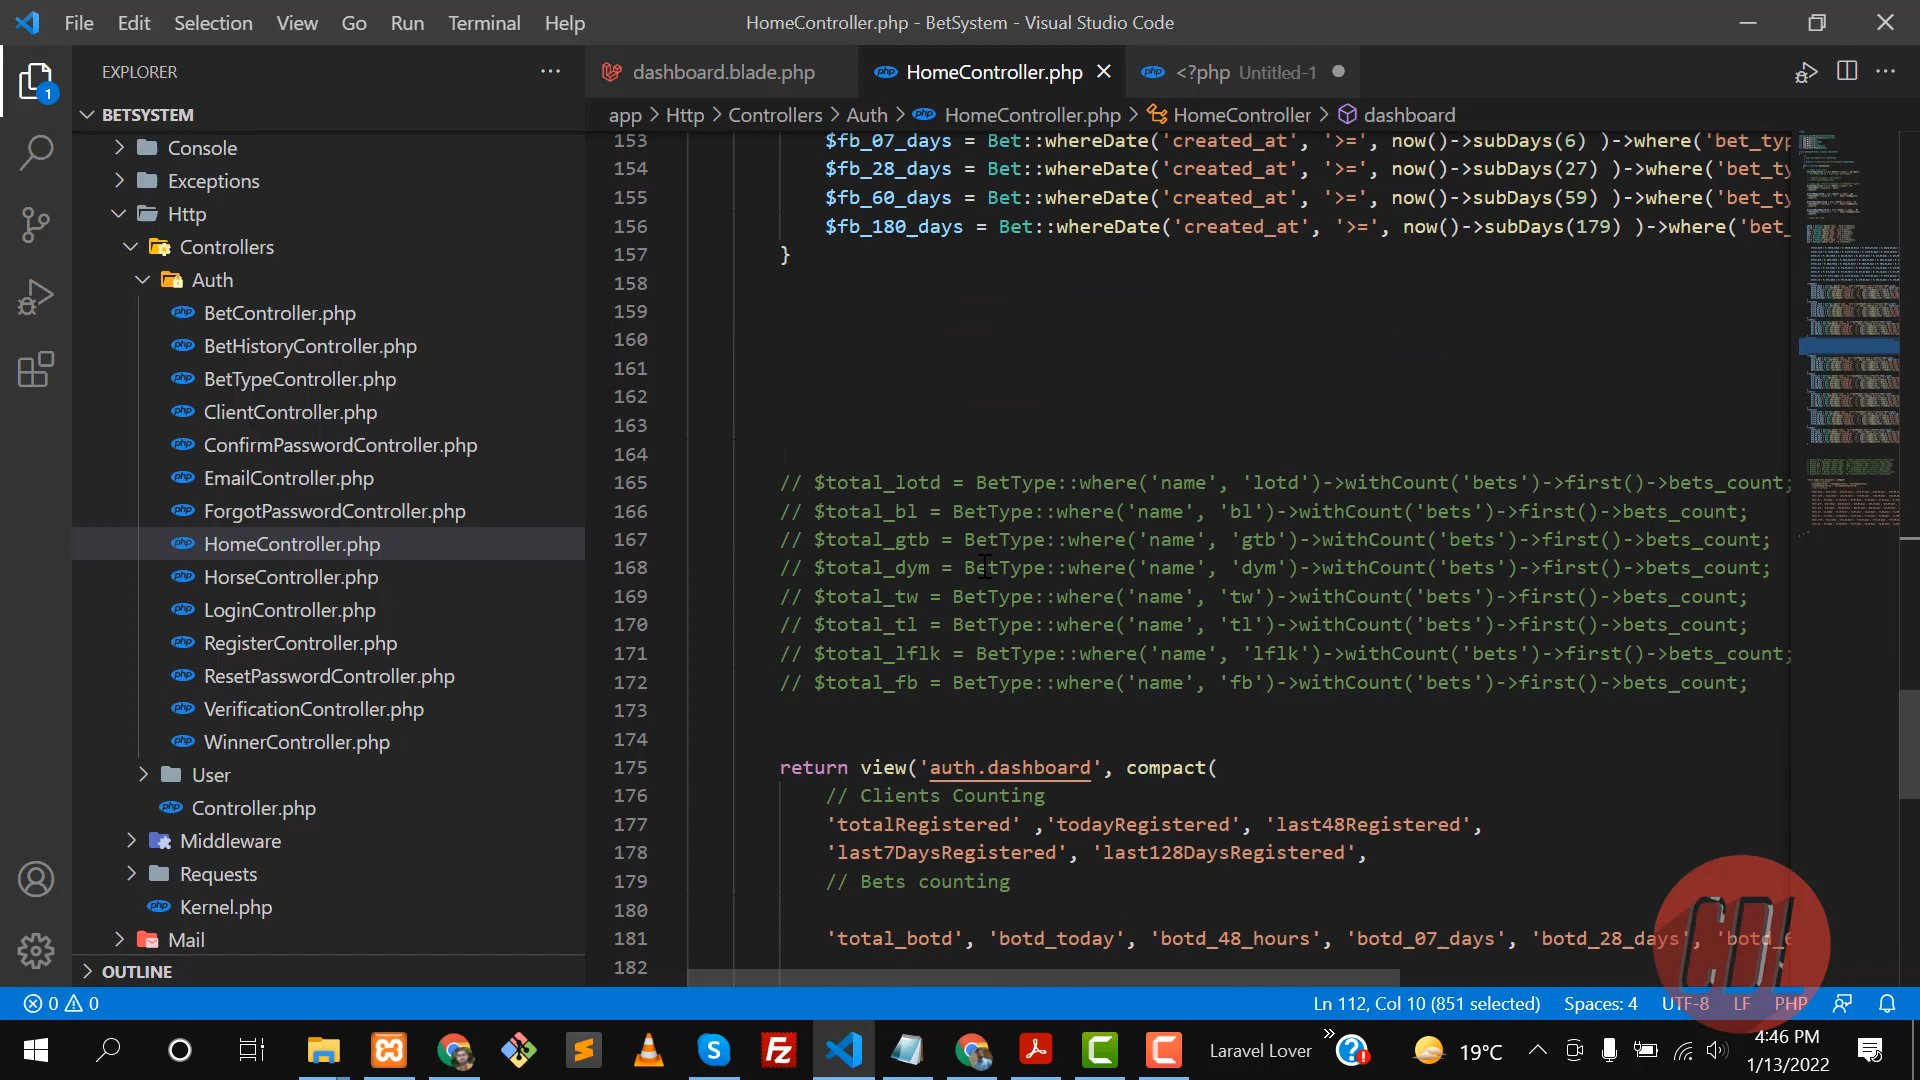 File Edit Selection View Go Run Terminal Help
HomeController.php - BetSystem - Visual Studio Code
EXPLORER
dashboard.blade.php
HomeController.php
<?php Untitled-1
BETSYSTEM
app > Http > Controllers > Auth > HomeController.php > HomeController > dashboard
Console
Exceptions
Http
Controllers
Auth
BetController.php
BetHistoryController.php
BetTypeController.php
ClientController.php
ConfirmPasswordController.php
EmailController.php
ForgotPasswordController.php
HomeController.php
HorseController.php
LoginController.php
RegisterController.php
ResetPasswordController.php
VerificationController.php
WinnerController.php
User
Controller.php
Middleware
Requests
Kernel.php
Mail
OUTLINE
1
153 $fb_07_days = Bet::whereDate('created_at', '>=', now()->subDays(6) )->where('bet_typ
154 $fb_28_days = Bet::whereDate('created_at', '>=', now()->subDays(27) )->where('bet_ty
155 $fb_60_days = Bet::whereDate('created_at', '>=', now()->subDays(59) )->where('bet_ty
156 $fb_180_days = Bet::whereDate('created_at', '>=', now()->subDays(179) )->where('bet_
157 }
158
159
160
161
162
163
164
165 // $total_lotd = BetType::where('name', 'lotd')->withCount('bets')->first()->bets_count;
166 // $total_bl = BetType::where('name', 'bl')->withCount('bets')->first()->bets_count;
167 // $total_gtb = BetType::where('name', 'gtb')->withCount('bets')->first()->bets_count;
168 // $total_dym = BetType::where('name', 'dym')->withCount('bets')->first()->bets_count;
169 // $total_tw = BetType::where('name', 'tw')->withCount('bets')->first()->bets_count;
170 // $total_tl = BetType::where('name', 'tl')->withCount('bets')->first()->bets_count;
171 // $total_lflk = BetType::where('name', 'lflk')->withCount('bets')->first()->bets_count;
172 // $total_fb = BetType::where('name', 'fb')->withCount('bets')->first()->bets_count;
173
174
175 return view('auth.dashboard', compact(
176 // Clients Counting
177 'totalRegistered' ,'todayRegistered', 'last48Registered',
178 'last7DaysRegistered', 'last128DaysRegistered',
179 // Bets counting
180
181 'total_botd', 'botd_today', 'botd_48_hours', 'botd_07_days', 'botd_28_days', 'botd_6
182
CDL
0 0
Ln 112, Col 10 (851 selected) Spaces: 4 UTF-8 LF PHP
Laravel Lover
19°C
4:46 PM
1/13/2022